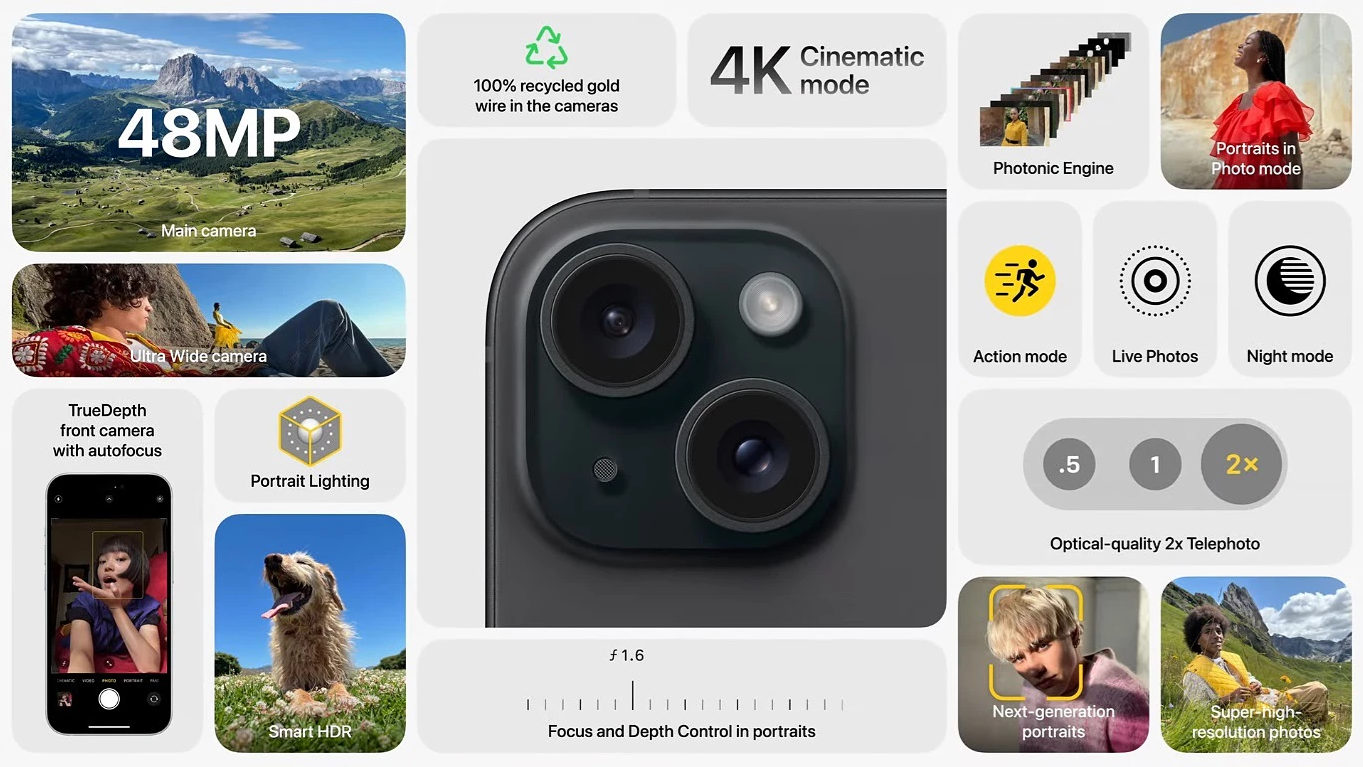 48MP
Main camera
Ultra Wide camera
TrueDepth
front camera
with autofocus
PHOTO
VIDEO
PORTRAIT
Portrait Lighting
Smart HDR
100% recycled gold
wire in the cameras
4K Cinematic
mode
ƒ1.6
Focus and Depth Control in portraits
Photonic Engine
Portraits in
Photo mode
Action mode
Live Photos
Night mode
.5
1
2×
Optical-quality 2x Telephoto
Next-generation
portraits
Super-high-
resolution photos